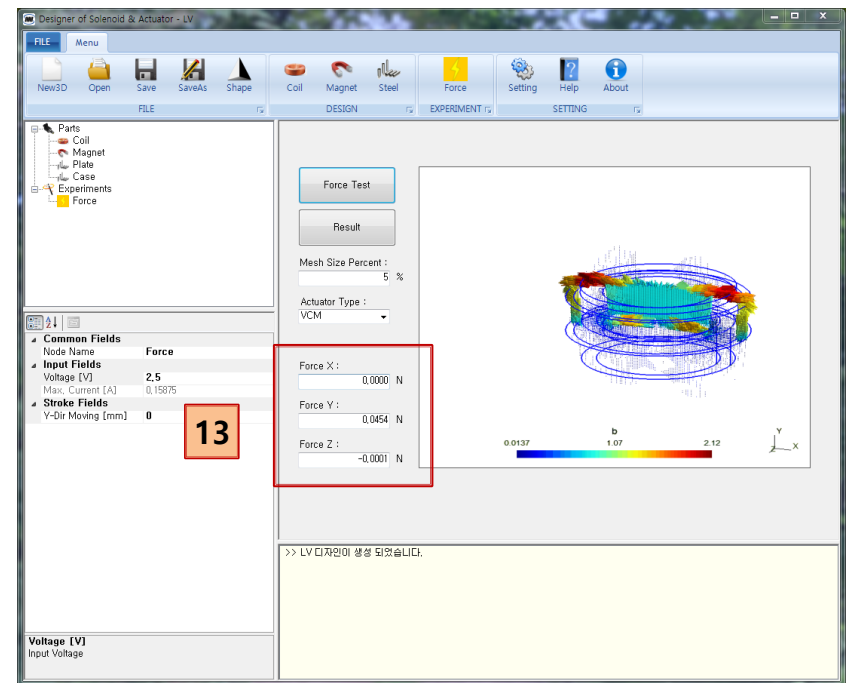 Designer of Solenoid & Actuator - LV
FILE Menu
New3D Open Save SaveAs Shape Coil Magnet Steel Force Setting Help About
FILE DESIGN EXPERIMENT SETTING
Parts
Coil
Magnet
Plate
Case
Experiments
Force
Force Test
Result
Mesh Size Percent :
5 %
Actuator Type :
VCM
Common Fields
Node Name Force
Input Fields
Voltage [V] 2,5
Max, Current [A] 0,15875
Stroke Fields
Y-Dir Moving [mm] 0
13
Force X :
0,0000 N
Force Y :
0,0454 N
Force Z :
-0,0001 N
b
0.0137 1.07 2.12
Y
Z X
>> LV 디자인이 생성 되었습니다,
Voltage [V]
Input Voltage